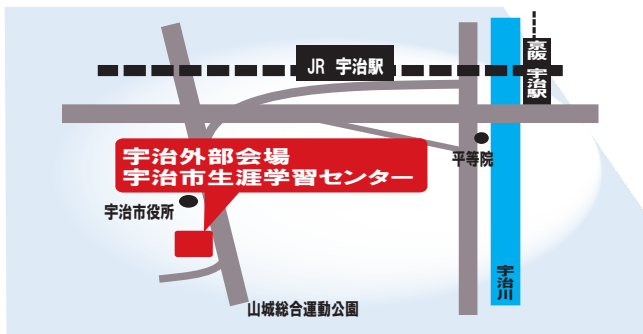 JR 宇治駅
京阪 宇治駅
宇治外部会場
宇治市生涯学習センター
平等院
宇治市役所
宇治川
山城総合運動公園